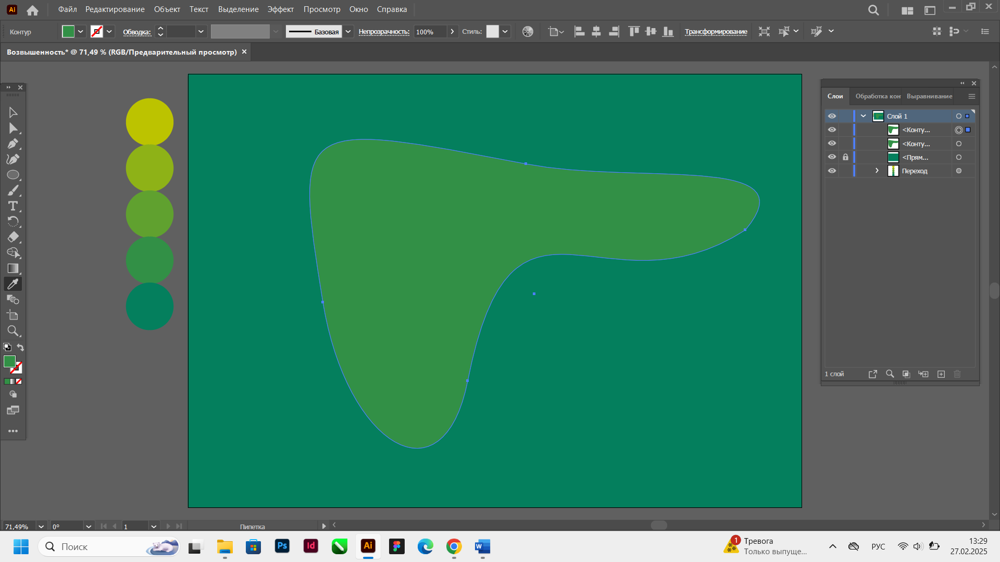 Ai Файл Редактирование Объект Текст Выделение Эффект Просмотр Окно Справка
Контур Обводка: Базовая Непрозрачность: 100% Стиль: Трансформирование
Возвышенность* @ 71,49 % (RGB/Предварительный просмотр)
Слои Обработка кон Выравнивание
Слой 1
<Конту...
<Конту...
<Прям...
Переход
1 слой
71,49% 0° 1 Пипетка
Поиск
Ps Id Ai W
1 Тревога
Только выпуще...
РУС
13:29
27.02.2025